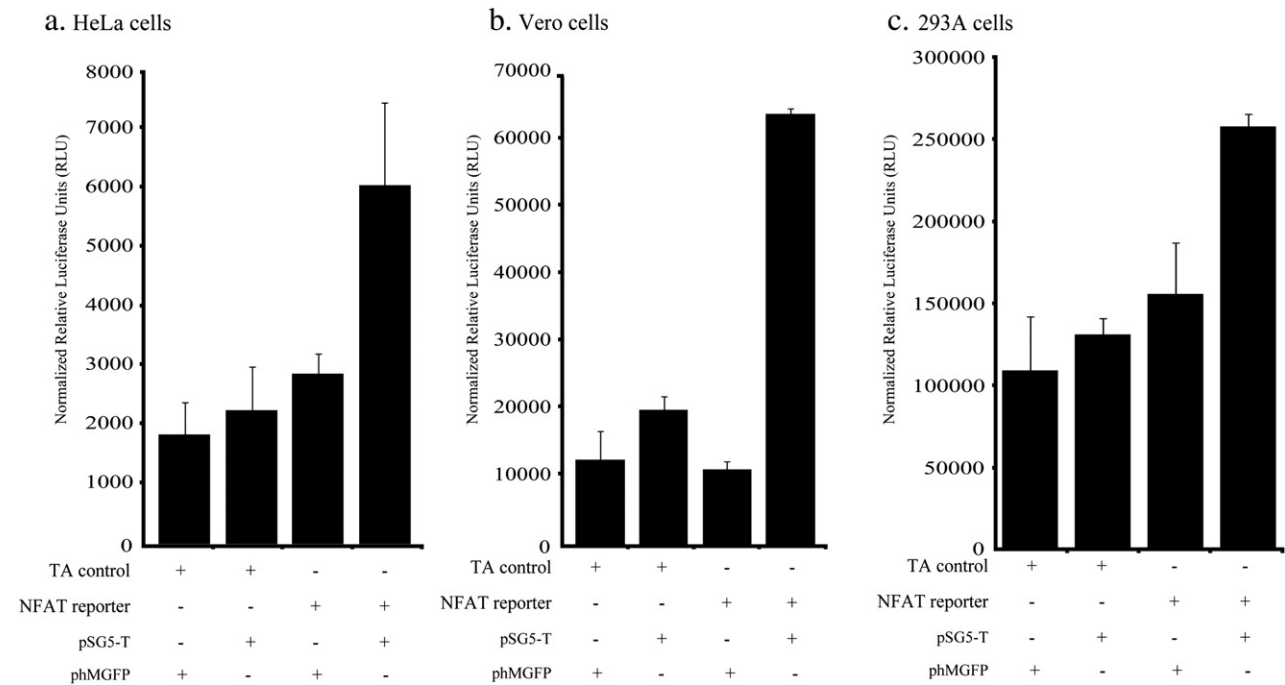 a. HeLa cells
Normalized Relative Luciferase Units (RLU)
8000
7000
6000
5000
4000
3000
2000
1000
0
TA control + + - -
NFAT reporter - - + +
pSG5-T - + - +
phMGFP + - + -
b. Vero cells
Normalized Relative Luciferase Units (RLU)
70000
60000
50000
40000
30000
20000
10000
0
TA control + + - -
NFAT reporter - - + +
pSG5-T - + - +
phMGFP + - + -
c. 293A cells
Normalized Relative Luciferase Units (RLU)
300000
250000
200000
150000
100000
50000
0
TA control + + - -
NFAT reporter - - + +
pSG5-T - + - +
phMGFP + - + -